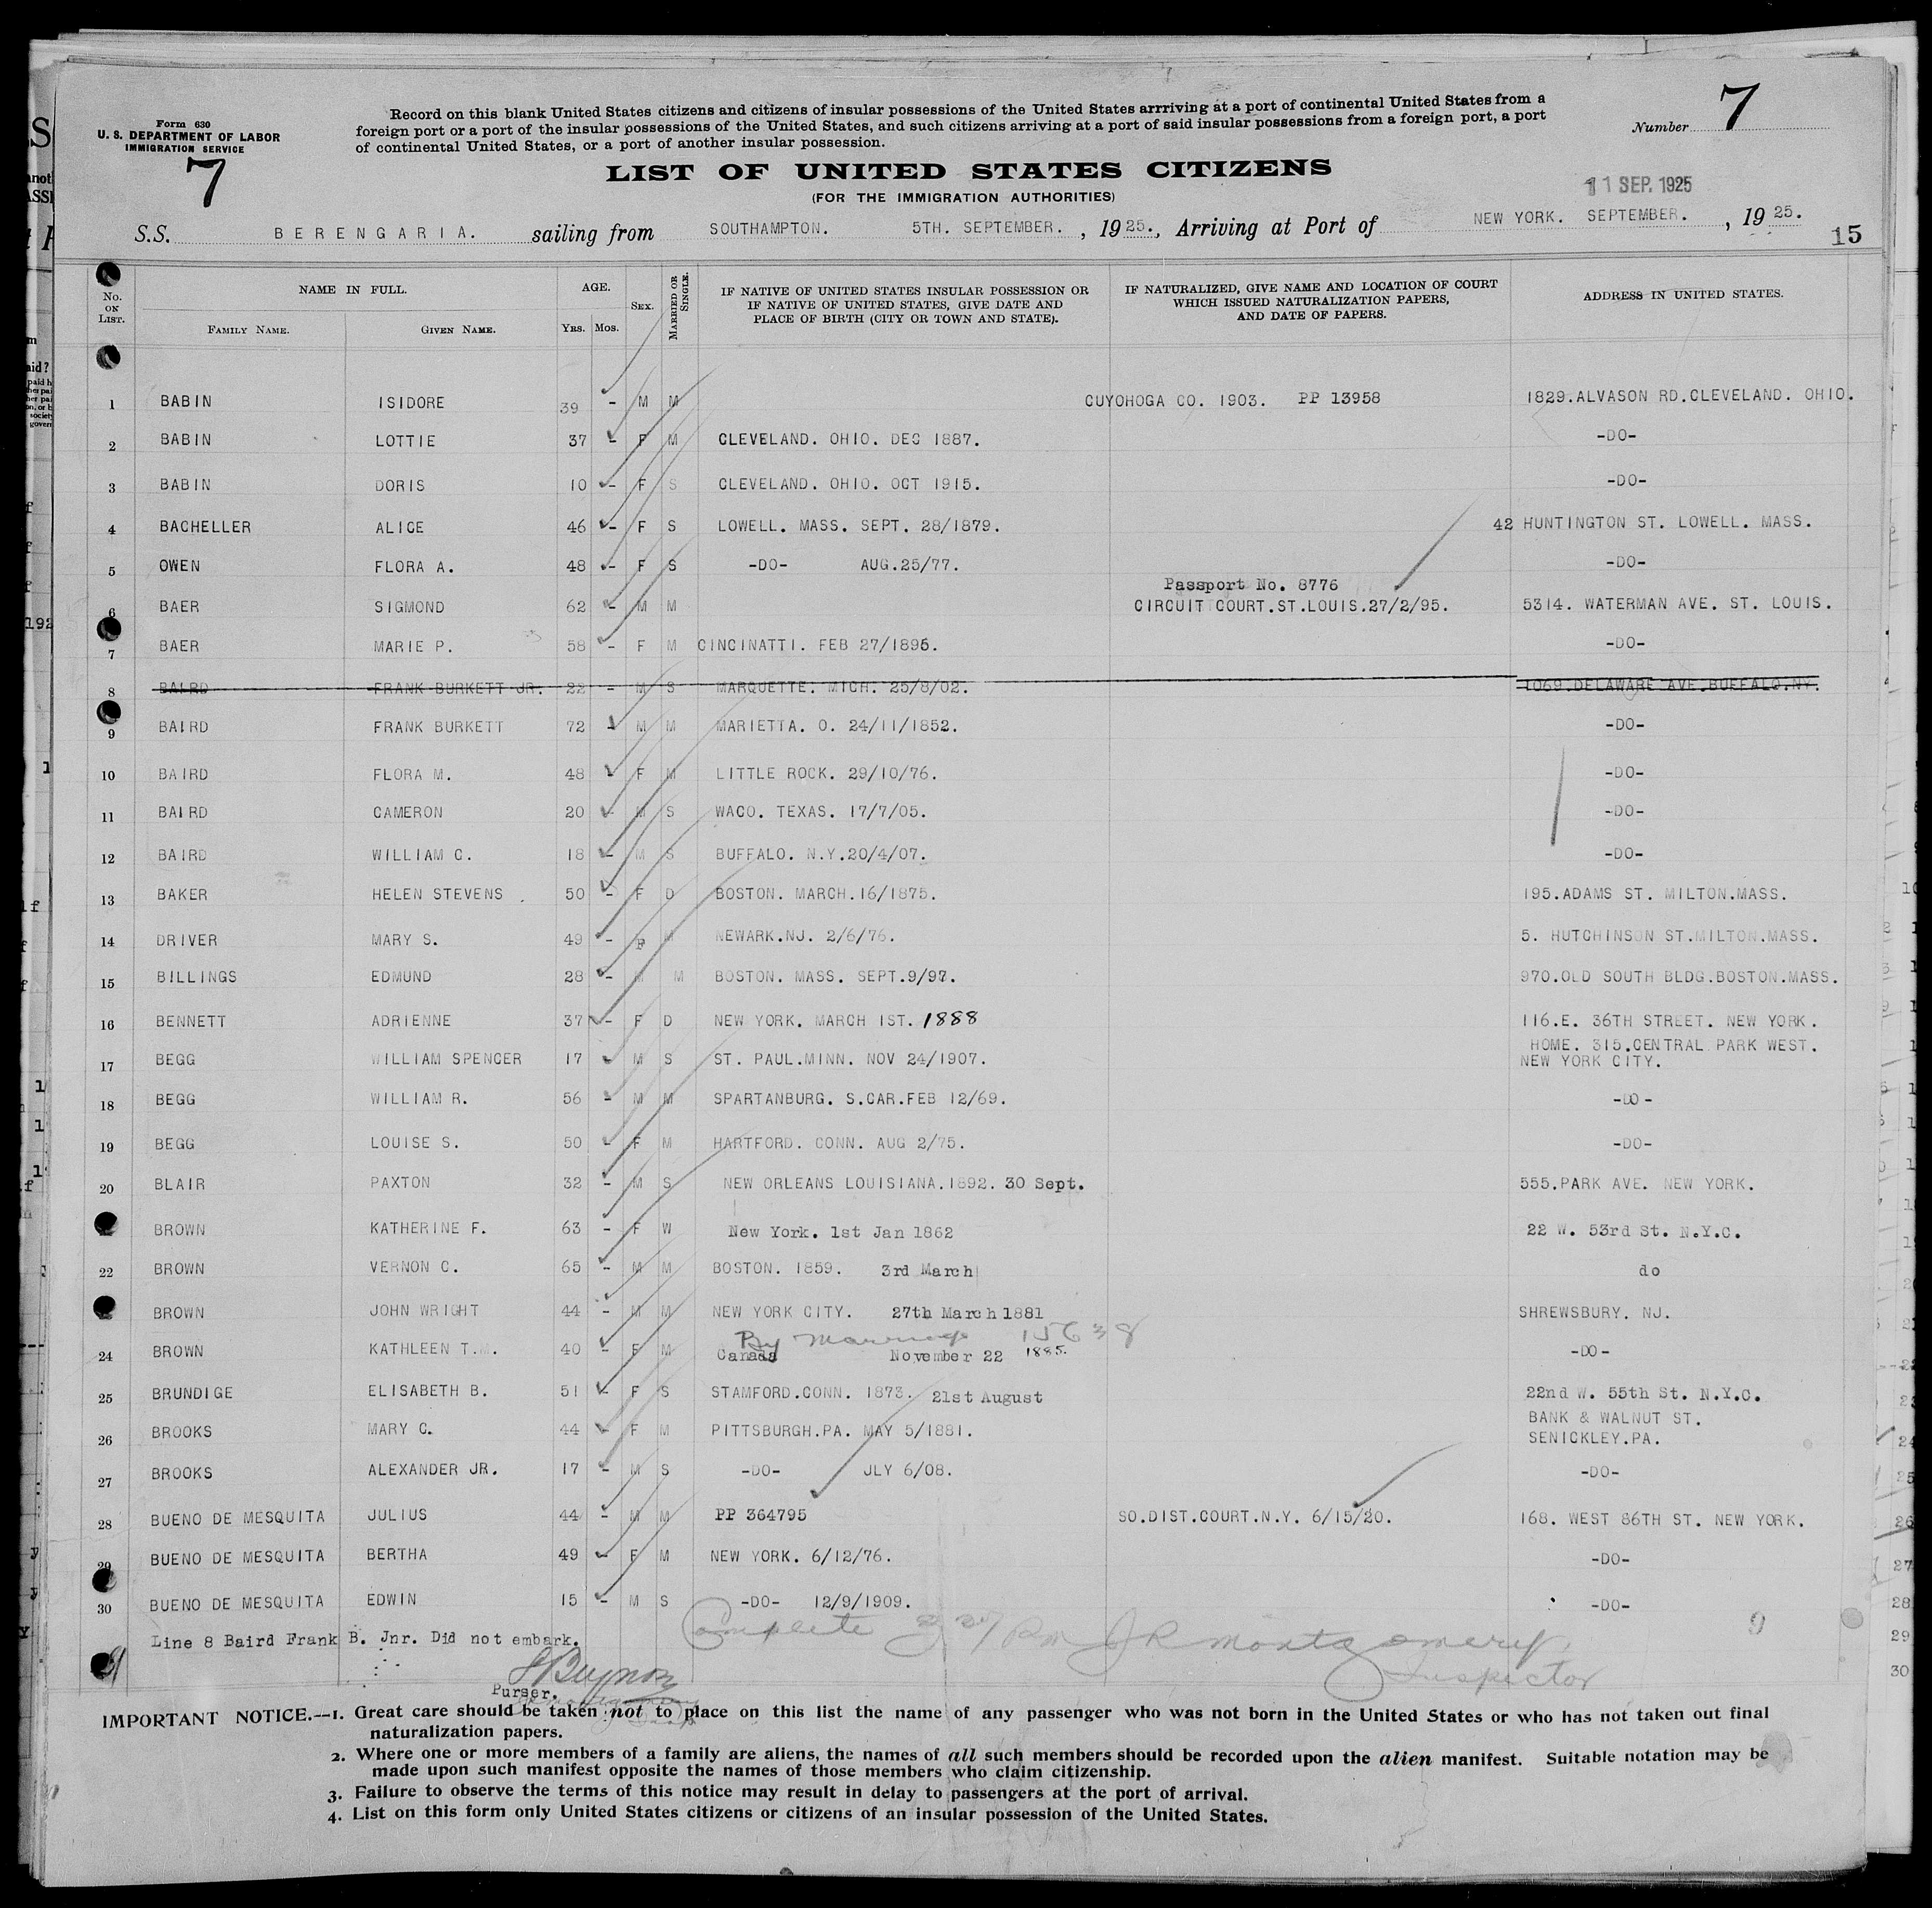 Form 630
U. S. DEPARTMENT OF LABOR
IMMIGRATION SERVICE
7
Record on this blank United States citizens and citizens of insular possessions of the United States arrriving at a port of continental United States from a
foreign port or a port of the insular possessions of the United States, and such citizens arriving at a port of said insular possessions from a foreign port, a port
of continental United States, or a port of another insular possession.
Number 7
LIST OF UNITED STATES CITIZENS
(FOR THE IMMIGRATION AUTHORITIES)
11 SEP. 1925
S.S. BERENGARIA. sailing from SOUTHAMPTON. 5TH. SEPTEMBER. , 1925., Arriving at Port of NEW YORK. SEPTEMBER. , 1925.
15
No. ON LIST. NAME IN FULL. FAMILY NAME. GIVEN NAME. AGE. YRS. MOS. SEX. MARRIED OR SINGLE. IF NATIVE OF UNITED STATES INSULAR POSSESSION OR IF NATIVE OF UNITED STATES, GIVE DATE AND PLACE OF BIRTH (CITY OR TOWN AND STATE). IF NATURALIZED, GIVE NAME AND LOCATION OF COURT WHICH ISSUED NATURALIZATION PAPERS, AND DATE OF PAPERS. ADDRESS IN UNITED STATES.
1 BABIN ISIDORE 39 - M M CUYOHOGA CO. 1903. PP 13958 1829.ALVASON RD.CLEVELAND. OHIO.
2 BABIN LOTTIE 37 - F M CLEVELAND. OHIO. DEC 1887. -DO-
3 BABIN DORIS 10 - F S CLEVELAND. OHIO. OCT 1915. -DO-
4 BACHELLER ALICE 46 - F S LOWELL. MASS. SEPT. 28/1879. 42 HUNTINGTON ST. LOWELL. MASS.
5 OWEN FLORA A. 48 - F S -DO- AUG.25/77. -DO-
Passport No. 8776
6 BAER SIGMOND 62 - M M CIRCUIT COURT.ST.LOUIS.27/2/95. 5314. WATERMAN AVE. ST. LOUIS.
7 BAER MARIE P. 58 - F M CINCINATTI. FEB 27/1895. -DO-
8 BAIRD FRANK BURKETT JR. 22 - M S MARQUETTE. MICH. 25/8/02. 1069.DELAWARE AVE.BUFFALO.NY.
9 BAIRD FRANK BURKETT 72 - M M MARIETTA. O. 24/11/1852. -DO-
10 BAIRD FLORA M. 48 - F M LITTLE ROCK. 29/10/76. -DO-
11 BAIRD CAMERON 20 - M S WACO. TEXAS. 17/7/05. -DO-
12 BAIRD WILLIAM C. 18 - M S BUFFALO. N.Y.20/4/07. -DO-
13 BAKER HELEN STEVENS . 50 - F D BOSTON. MARCH.16/1875. 195.ADAMS ST. MILTON.MASS.
14 DRIVER MARY S. 49 - F M NEWARK.NJ. 2/6/76. 5. HUTCHINSON ST.MILTON.MASS.
15 BILLINGS EDMUND 28 - M M BOSTON. MASS. SEPT.9/97. 970.OLD SOUTH BLDG.BOSTON.MASS.
16 BENNETT ADRIENNE 37 - F D NEW YORK. MARCH 1ST. 1888 116.E. 36TH STREET. NEW YORK.
HOME. 315.CENTRAL PARK WEST.
17 BEGG WILLIAM SPENCER 17 - M S ST. PAUL.MINN. NOV 24/1907. NEW YORK CITY.
18 BEGG WILLIAM R. 56 - M M SPARTANBURG. S.CAR.FEB 12/69. -DO-
19 BEGG LOUISE S. 50 - F M HARTFORD. CONN. AUG 2/75. -DO-
20 BLAIR PAXTON 32 - M S NEW ORLEANS LOUISIANA.1892. 30 Sept. 555.PARK AVE. NEW YORK.
BROWN KATHERINE F. 63 - F W New York. 1st Jan 1862 22 W. 53rd St. N.Y.C.
22 BROWN VERNON C. 65 - M M BOSTON. 1859. 3rd March do
BROWN JOHN WRIGHT 44 - M M NEW YORK CITY. 27th March 1881 SHREWSBURY. NJ.
By Marriage 15638
24 BROWN KATHLEEN T.M. 40 - F M Canada November 22 1885. -DO-
25 BRUNDIGE ELISABETH B. 51 - F S STAMFORD.CONN. 1873. 21st August 22nd W. 55th St. N.Y.C.
BANK & WALNUT ST.
26 BROOKS MARY C. 44 - F M PITTSBURGH.PA. MAY 5/1881. SENICKLEY.PA.
27 BROOKS ALEXANDER JR. 17 - M S -DO- JLY 6/08. -DO-
28 BUENO DE MESQUITA JULIUS 44 - M M PP 364795 SO.DIST.COURT.N.Y. 6/15/20. 168. WEST 86TH ST. NEW YORK.
29 BUENO DE MESQUITA BERTHA 49 - F M NEW YORK. 6/12/76. -DO-
30 BUENO DE MESQUITA EDWIN 15 - M S -DO- 12/9/1909. -DO-
Complete JR Montgomery 9
Line 8 Baird Frank B. Jnr. Did not embark.
Inspector
Purser.
IMPORTANT NOTICE.—1. Great care should be taken not to place on this list the name of any passenger who was not born in the United States or who has not taken out final
naturalization papers.
2. Where one or more members of a family are aliens, the names of all such members should be recorded upon the alien manifest. Suitable notation may be
made upon such manifest opposite the names of those members who claim citizenship.
3. Failure to observe the terms of this notice may result in delay to passengers at the port of arrival.
4. List on this form only United States citizens or citizens of an insular possession of the United States.